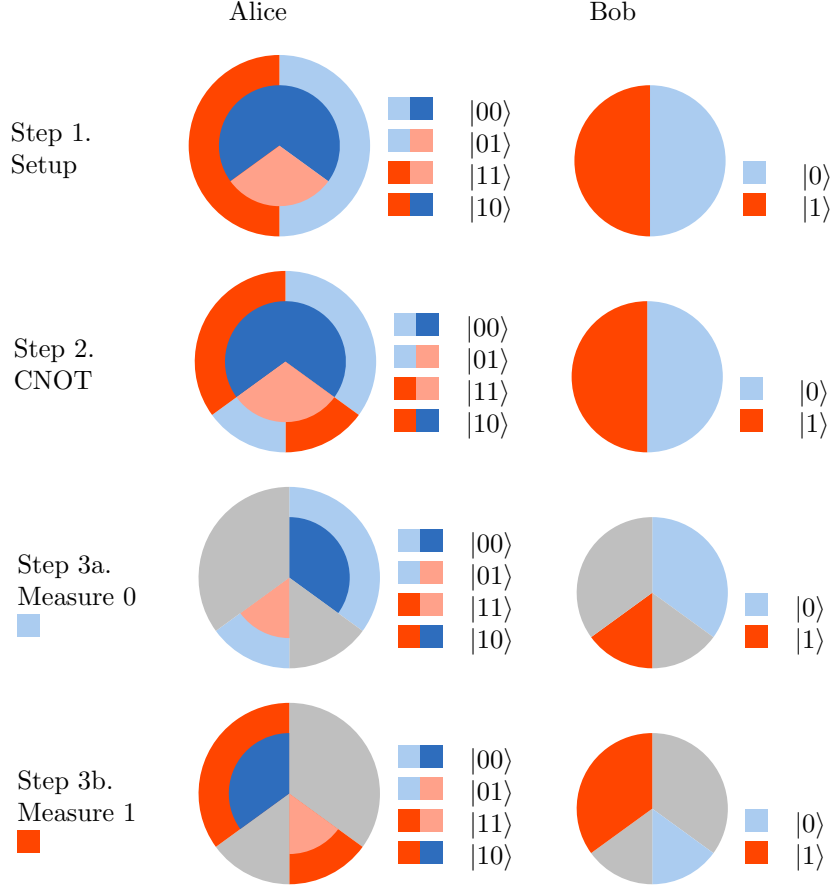 Alice
Bob
Step 1.
Setup
|00⟩
|01⟩
|11⟩
|10⟩
|0⟩
|1⟩
Step 2.
CNOT
|00⟩
|01⟩
|11⟩
|10⟩
|0⟩
|1⟩
Step 3a.
Measure 0
|00⟩
|01⟩
|11⟩
|10⟩
|0⟩
|1⟩
Step 3b.
Measure 1
|00⟩
|01⟩
|11⟩
|10⟩
|0⟩
|1⟩